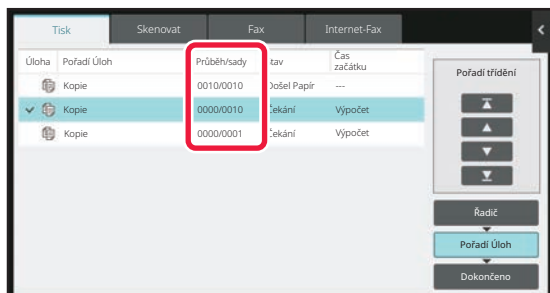 Tisk Skenovat Fax Internet-Fax
Úloha Pořadí Úloh Průběh/sady tav Čas začátku
Kopie 0010/0010 Došel Papír ---
Kopie 0000/0010 Čekání Výpočet
Kopie 0000/0001 Čekání Výpočet
Pořadí třídění
Řadič
Pořadí Úloh
Dokončeno